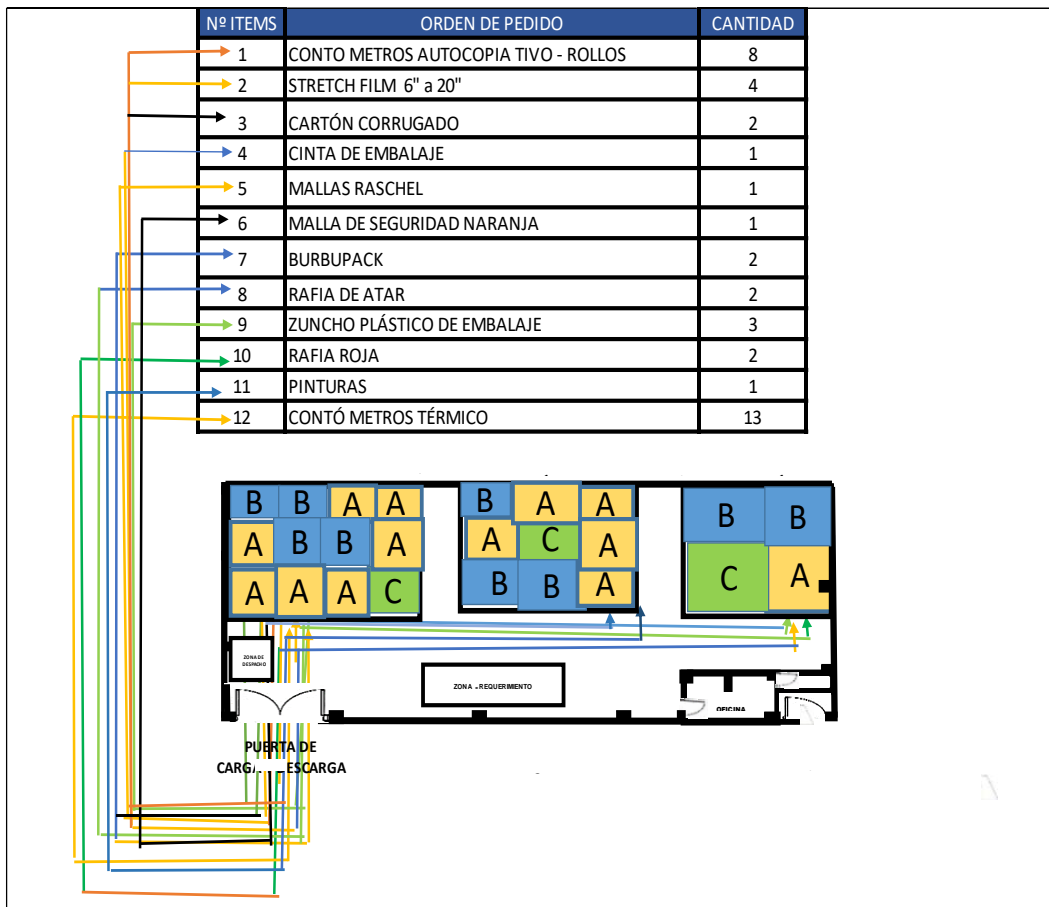 Nº ITEMS ORDEN DE PEDIDO CANTIDAD
1 CONTO METROS AUTOCOPIA TIVO - ROLLOS 8
2 STRETCH FILM 6" a 20" 4
3 CARTÓN CORRUGADO 2
4 CINTA DE EMBALAJE 1
5 MALLAS RASCHEL 1
6 MALLA DE SEGURIDAD NARANJA 1
7 BURBUPACK 2
8 RAFIA DE ATAR 2
9 ZUNCHO PLÁSTICO DE EMBALAJE 3
10 RAFIA ROJA 2
11 PINTURAS 1
12 CONTÓ METROS TÉRMICO 13
B B A A B A A B B
A B B A A C A
A A A C B B A C A
ZONA DE
DESPACHO
ZONA REQUERIMIENTO
OFICINA
PUERTA DE
CARGA ESCARGA